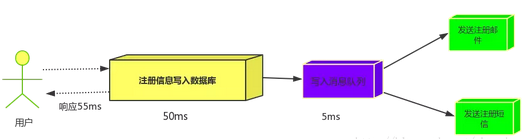 发送注册邮
件
注册信息写入数据库
写入消息队列
响应55ms
用户
50ms
5ms
发送注册短
信